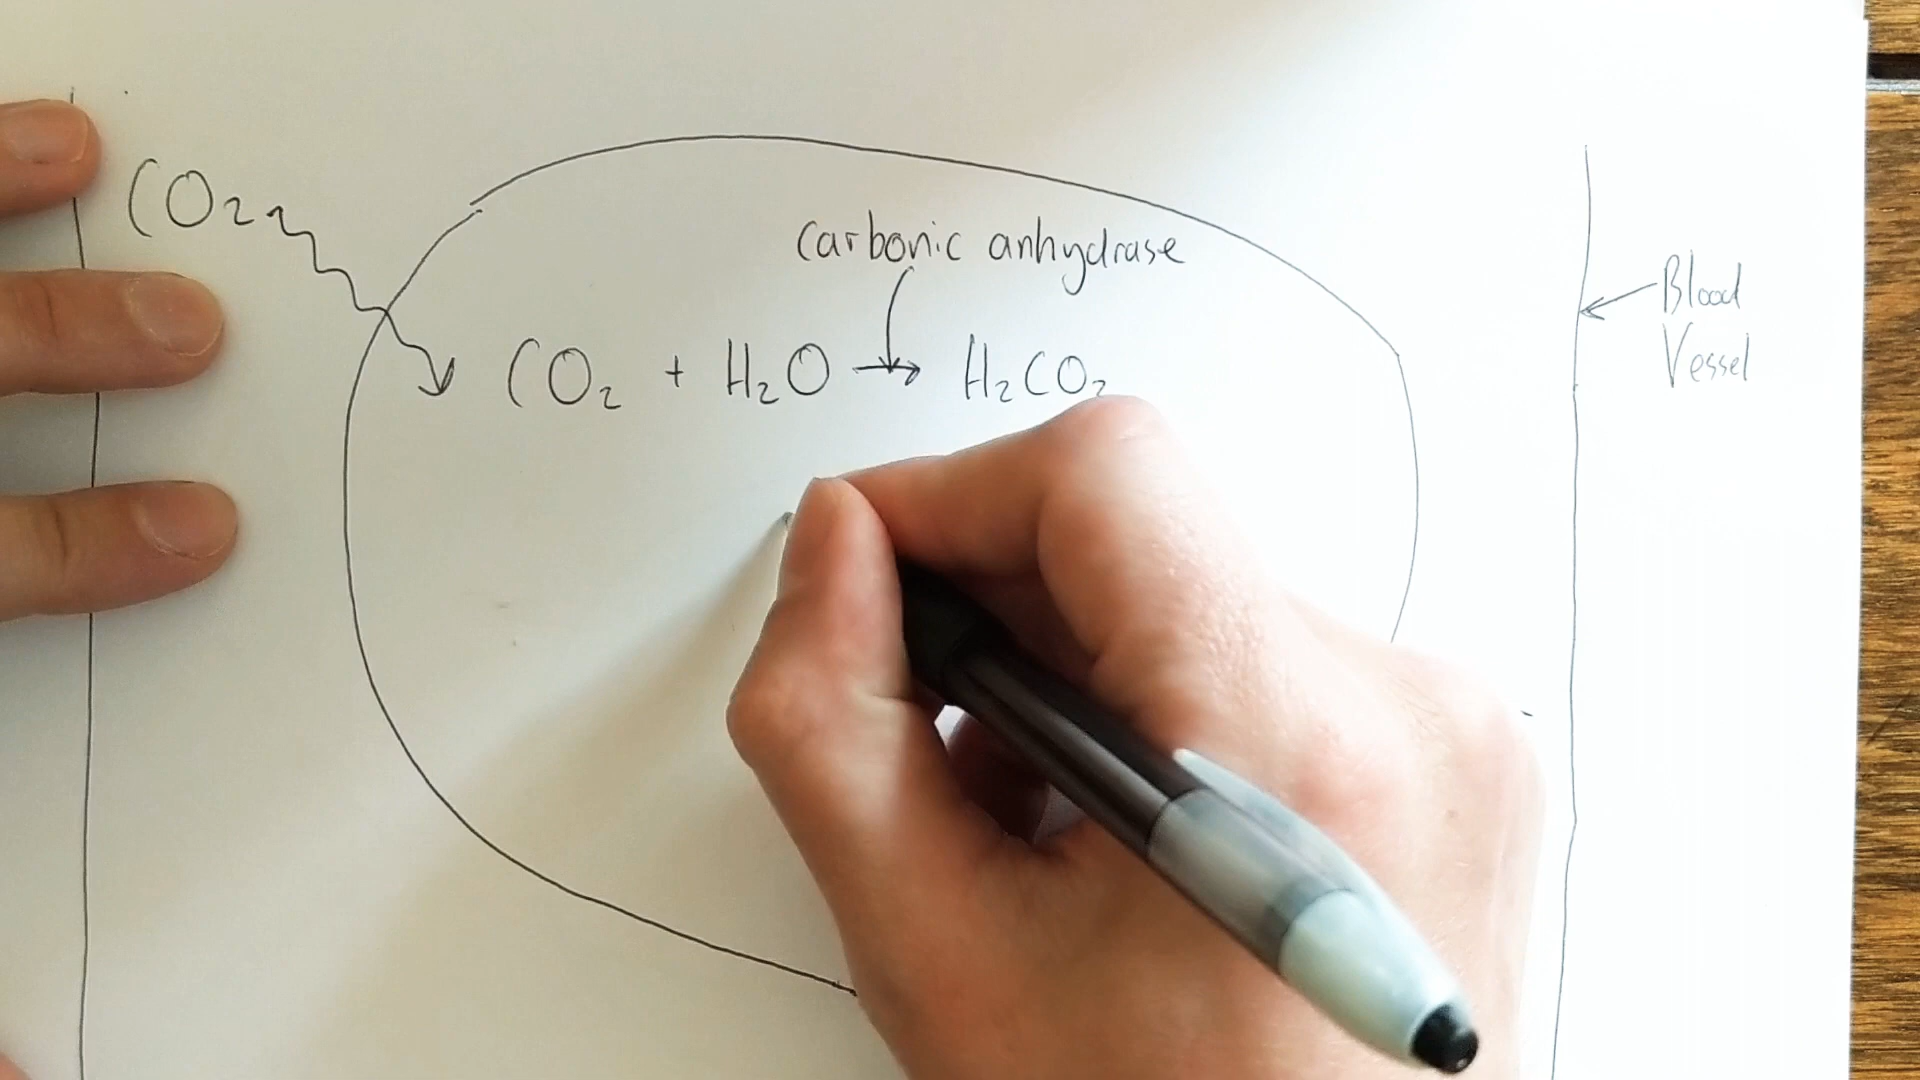 CO₂
carbonic anhydrase
CO₂ + H₂O → H₂CO₃
Blood
Vessel